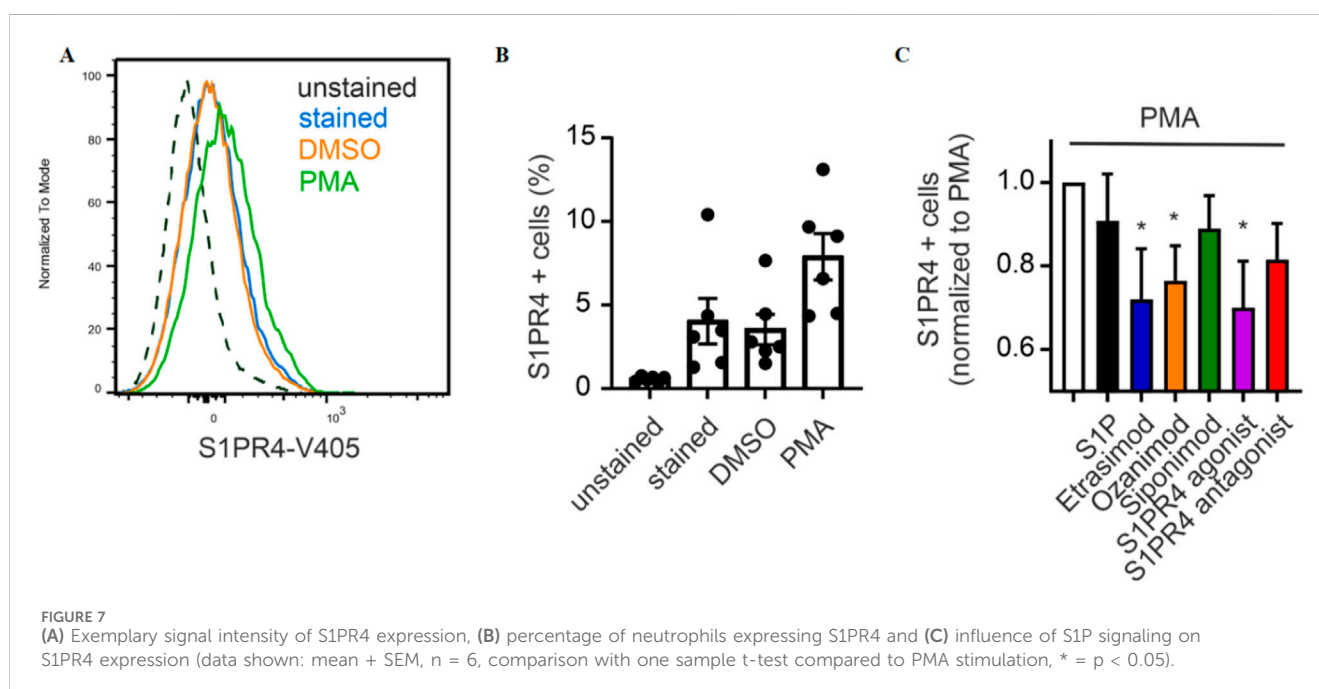 A
100
80
60
40
20
0
Normalized To Mode
unstained
stained
DMSO
PMA
0
10³
S1PR4-V405
B
15
10
5
0
S1PR4 + cells (%)
unstained
stained
DMSO
PMA
C
PMA
1.0
0.8
0.6
S1PR4 + cells
(normalized to PMA)
*
*
*
S1P
Etrasimod
Ozanimod
Siponimod
S1PR4 agonist
S1PR4 antagonist
FIGURE 7
(A) Exemplary signal intensity of S1PR4 expression, (B) percentage of neutrophils expressing S1PR4 and (C) influence of S1P signaling on
S1PR4 expression (data shown: mean + SEM, n = 6, comparison with one sample t-test compared to PMA stimulation, * = p < 0.05).